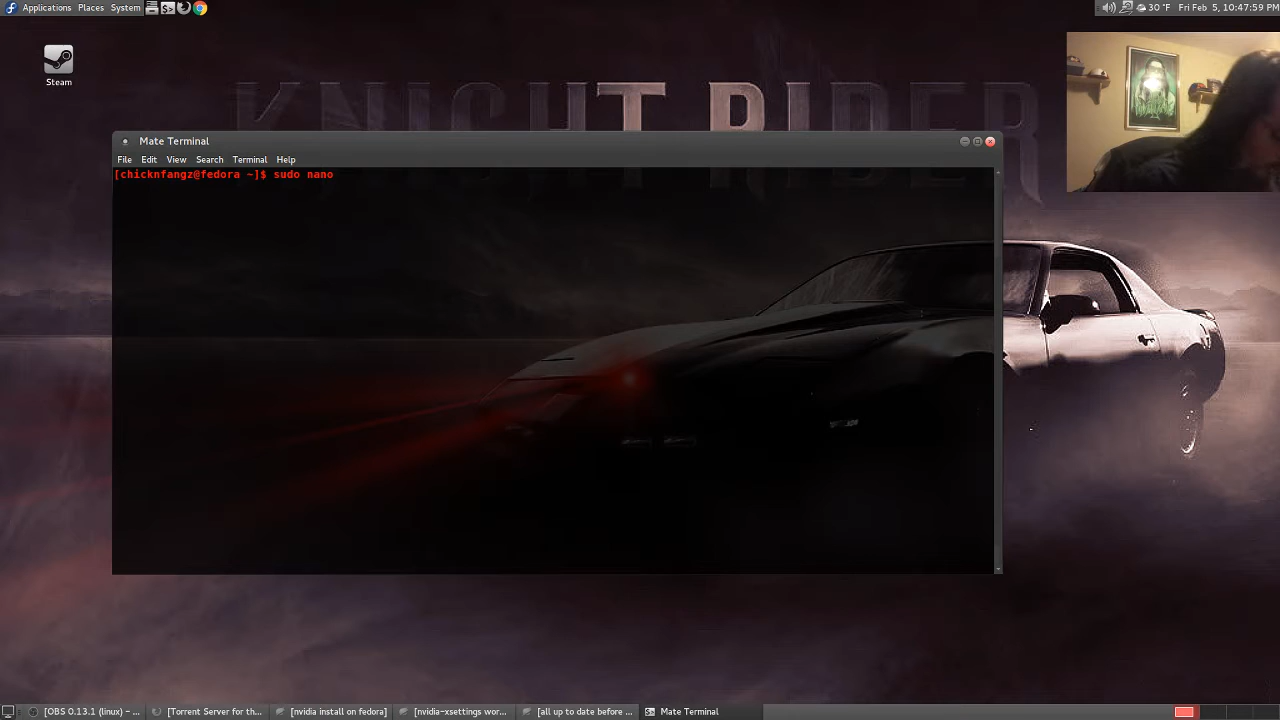 Applications Places System
30 °F Fri Feb 5, 10:47:59 PM
Steam
KNIGHT RIDER
Mate Terminal
File Edit View Search Terminal Help
[chicknfangz@fedora ~]$ sudo nano
[OBS 0.13.1 (linux) – ...
[Torrent Server for th...
[nvidia install on fedora]
[nvidia-xsettings wor...
[all up to date before ...
Mate Terminal